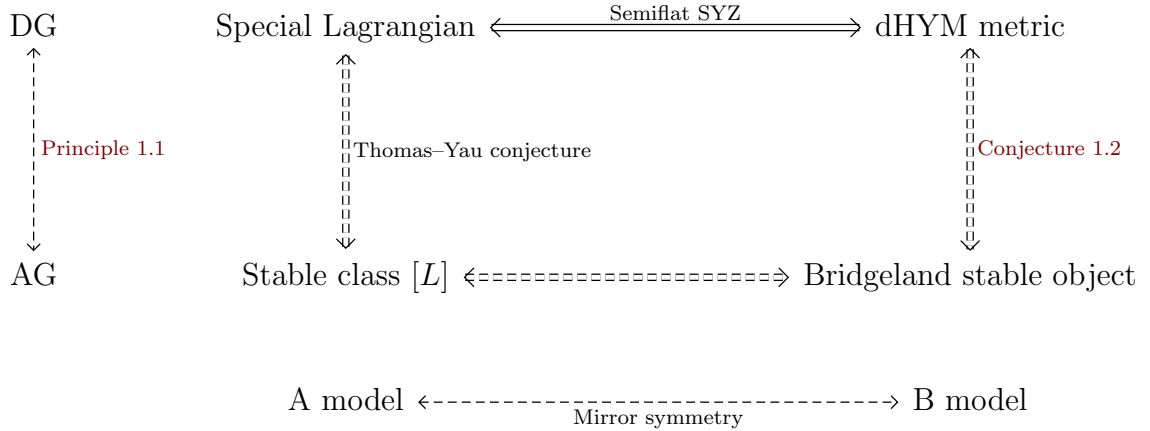 DG
Special Lagrangian
Semiflat SYZ
dHYM metric
Principle 1.1
Thomas–Yau conjecture
Conjecture 1.2
AG
Stable class [L]
Bridgeland stable object
A model
Mirror symmetry
B model